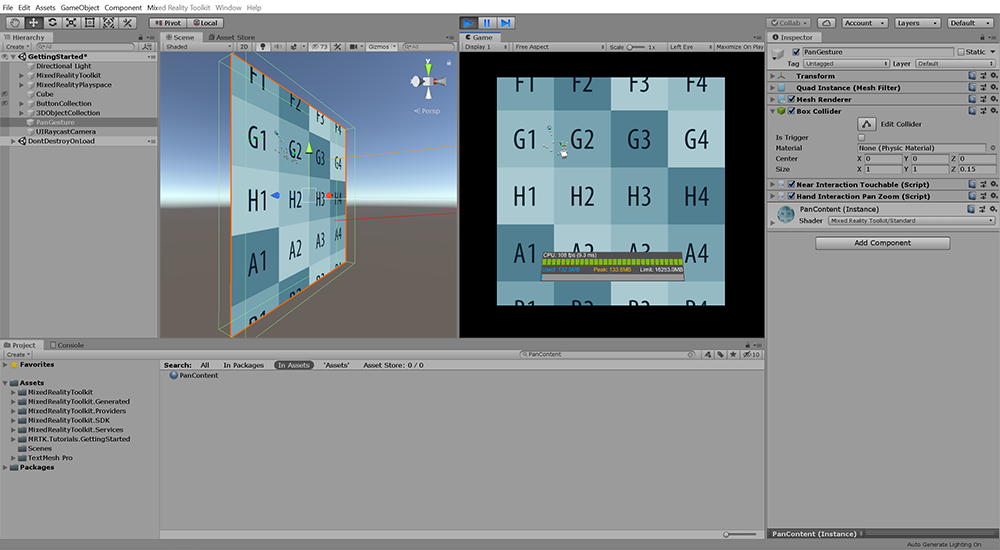 File Edit Assets GameObject Component Mixed Reality Toolkit Window Help
Pivot Local Collab Account Layers Default
Hierarchy
Create All
GettingStarted*
Directional Light
MixedRealityToolkit
MixedRealityPlayspace
Cube
ButtonCollection
3DObjectCollection
PanGesture
UIRaycastCamera
DontDestroyOnLoad
Scene Asset Store
Shaded 2D 73 Gizmos All
y
Persp
F1 F2 F3 F4
G1 G2 G3 G4
H1 H2 H3 H4
A1 A2 A3 A4
B1
Game
Display 1 Free Aspect Scale 1x Left Eye Maximize On Play
F1 F2 F3 F4
G1 G2 G3 G4
H1 H2 H3 H4
A1 A4
CPU: 108 fps (9.3 ms)
Used: 132.5MB Peak: 133.6MB Limit: 16253.0MB
B1 B2 B3 B4
Inspector
PanGesture Static
Tag Untagged Layer Default
Transform
Quad Instance (Mesh Filter)
Mesh Renderer
Box Collider
Edit Collider
Is Trigger
Material None (Physic Material)
Center X 0 Y 0 Z 0
Size X 1 Y 1 Z 0.15
Near Interaction Touchable (Script)
Hand Interaction Pan Zoom (Script)
PanContent (Instance)
Shader Mixed Reality Toolkit/Standard
Add Component
Project Console
Create PanContent 10
Favorites
Assets
MixedRealityToolkit
MixedRealityToolkit.Generated
MixedRealityToolkit.Providers
MixedRealityToolkit.SDK
MixedRealityToolkit.Services
MRTK.Tutorials.GettingStarted
Scenes
TextMesh Pro
Packages
Search: All In Packages In Assets 'Assets' Asset Store: 0 / 0
PanContent
PanContent (Instance)
Auto Generate Lighting On